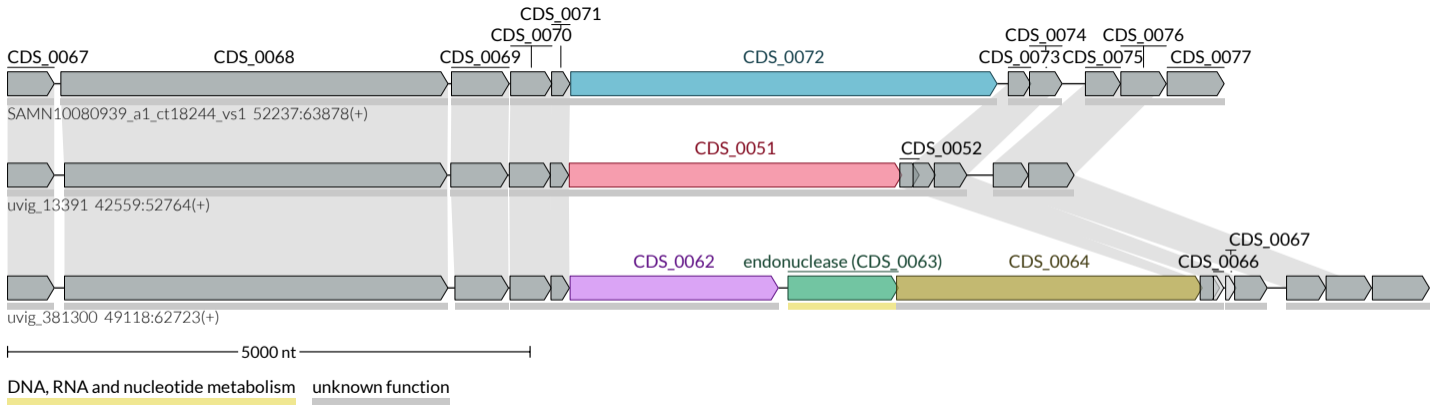 CDS_0071
CDS_0070 CDS_0074 CDS_0076
CDS_0067 CDS_0068 CDS_0069 CDS_0072 CDS_0073 CDS_0075 CDS_0077
SAMN10080939_a1_ct18244_vs1 52237:63878(+)
CDS_0051 CDS_0052
uvig_13391 42559:52764(+)
CDS_0067
CDS_0062 endonuclease (CDS_0063) CDS_0064 CDS_0066
uvig_381300 49118:62723(+)
5000 nt
DNA, RNA and nucleotide metabolism unknown function